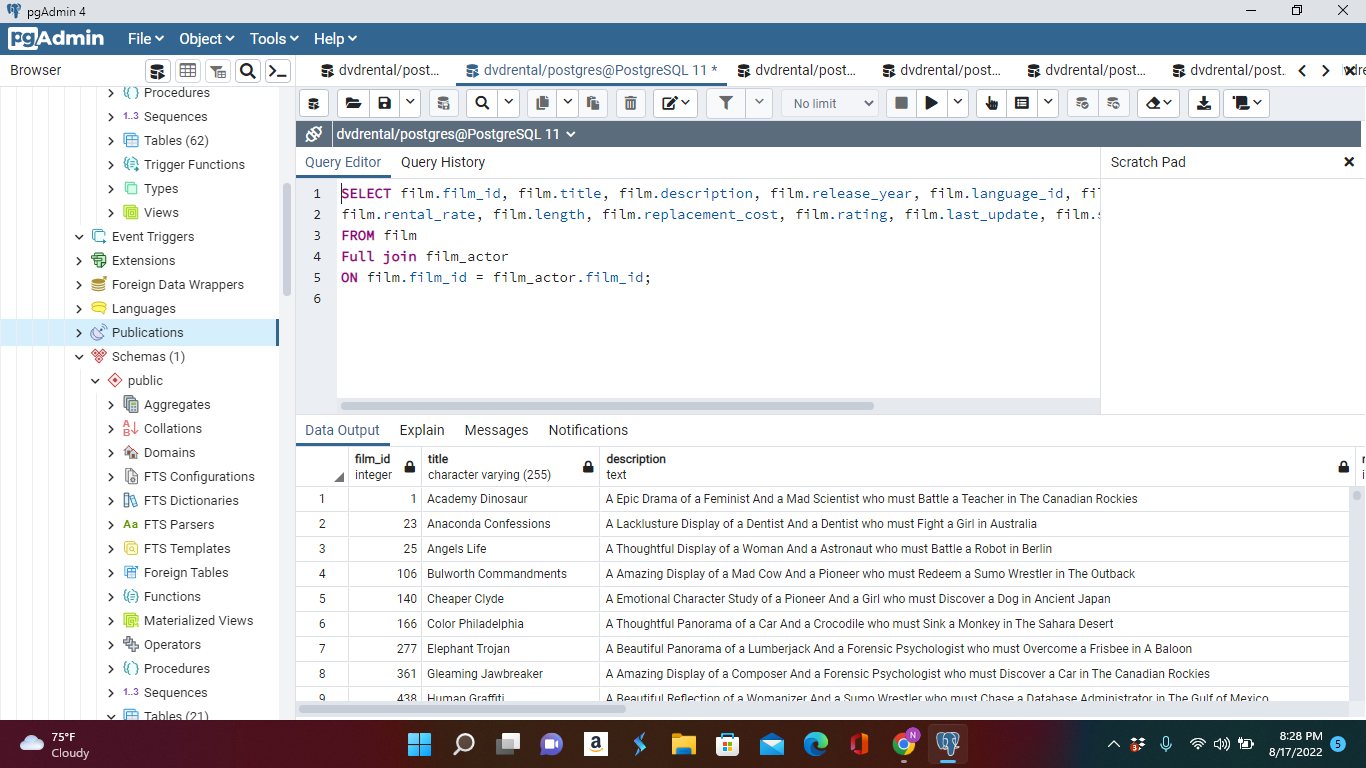 pgAdmin 4
pgAdmin File Object Tools Help
Browser
dvdrental/post... dvdrental/postgres@PostgreSQL 11 * dvdrental/post... dvdrental/post... dvdrental/post... dvdrental/post.
No limit
dvdrental/postgres@PostgreSQL 11
Query Editor Query History
Scratch Pad
1 SELECT film.film_id, film.title, film.description, film.release_year, film.language_id, fil
2 film.rental_rate, film.length, film.replacement_cost, film.rating, film.last_update, film.s
3 FROM film
4 Full join film_actor
5 ON film.film_id = film_actor.film_id;
6
Procedures
1..3 Sequences
Tables (62)
Trigger Functions
Types
Views
Event Triggers
Extensions
Foreign Data Wrappers
Languages
Publications
Schemas (1)
public
Aggregates
Collations
Domains
FTS Configurations
FTS Dictionaries
Aa FTS Parsers
FTS Templates
Foreign Tables
Functions
Materialized Views
Operators
Procedures
1..3 Sequences
Tables (21)
Data Output Explain Messages Notifications
film_id title description
integer character varying (255) text
1 1 Academy Dinosaur A Epic Drama of a Feminist And a Mad Scientist who must Battle a Teacher in The Canadian Rockies
2 23 Anaconda Confessions A Lacklusture Display of a Dentist And a Dentist who must Fight a Girl in Australia
3 25 Angels Life A Thoughtful Display of a Woman And a Astronaut who must Battle a Robot in Berlin
4 106 Bulworth Commandments A Amazing Display of a Mad Cow And a Pioneer who must Redeem a Sumo Wrestler in The Outback
5 140 Cheaper Clyde A Emotional Character Study of a Pioneer And a Girl who must Discover a Dog in Ancient Japan
6 166 Color Philadelphia A Thoughtful Panorama of a Car And a Crocodile who must Sink a Monkey in The Sahara Desert
7 277 Elephant Trojan A Beautiful Panorama of a Lumberjack And a Forensic Psychologist who must Overcome a Frisbee in A Baloon
8 361 Gleaming Jawbreaker A Amazing Display of a Composer And a Forensic Psychologist who must Discover a Car in The Canadian Rockies
9 438 Human Graffiti A Beautiful Reflection of a Womanizer And a Sumo Wrestler who must Chase a Database Administrator in The Gulf of Mexico
75°F
Cloudy
a
N
8:28 PM
8/17/2022
5